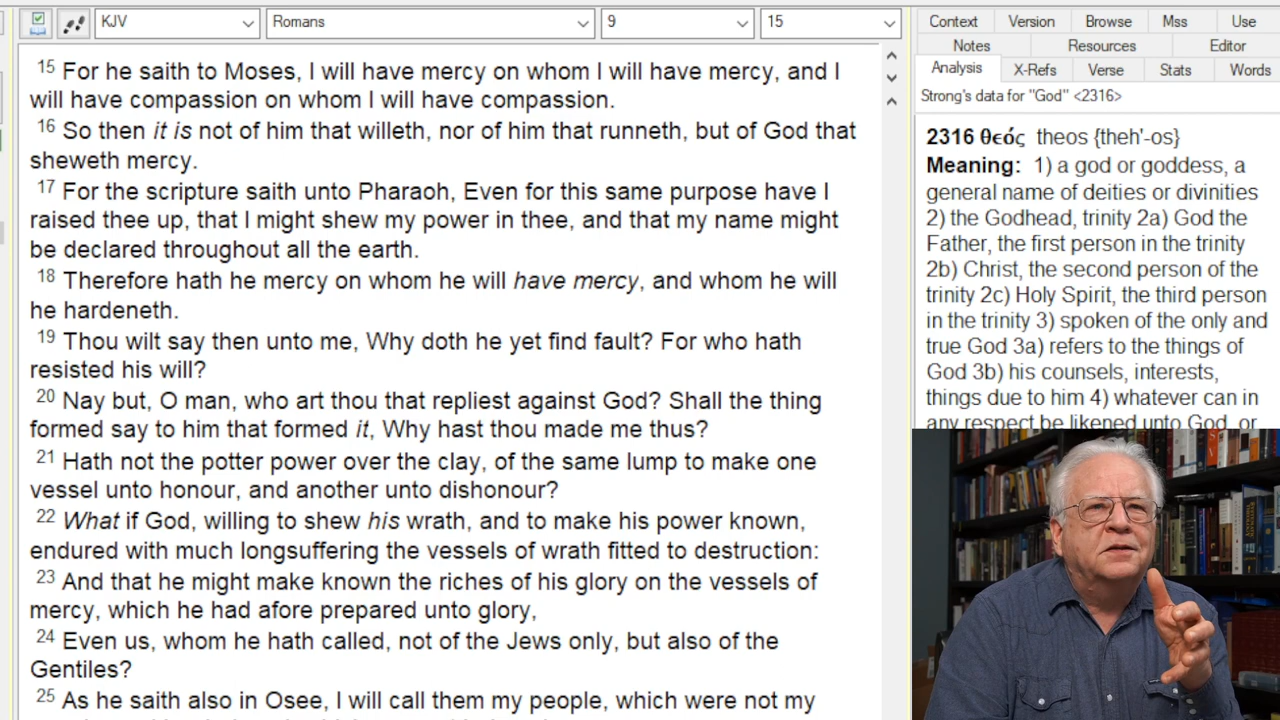 KJV
Romans
9
15
15 For he saith to Moses, I will have mercy on whom I will have mercy, and I
will have compassion on whom I will have compassion.
16 So then it is not of him that willeth, nor of him that runneth, but of God that
sheweth mercy.
17 For the scripture saith unto Pharaoh, Even for this same purpose have I
raised thee up, that I might shew my power in thee, and that my name might
be declared throughout all the earth.
18 Therefore hath he mercy on whom he will have mercy, and whom he will
he hardeneth.
19 Thou wilt say then unto me, Why doth he yet find fault? For who hath
resisted his will?
20 Nay but, O man, who art thou that repliest against God? Shall the thing
formed say to him that formed it, Why hast thou made me thus?
21 Hath not the potter power over the clay, of the same lump to make one
vessel unto honour, and another unto dishonour?
22 What if God, willing to shew his wrath, and to make his power known,
endured with much longsuffering the vessels of wrath fitted to destruction:
23 And that he might make known the riches of his glory on the vessels of
mercy, which he had afore prepared unto glory,
24 Even us, whom he hath called, not of the Jews only, but also of the
Gentiles?
25 As he saith also in Osee, I will call them my people, which were not my
Context Version Browse Mss Use
Notes Resources Editor
Analysis X-Refs Verse Stats Words
Strong's data for "God" <2316>
2316 θεός theos {theh'-os}
Meaning: 1) a god or goddess, a
general name of deities or divinities
2) the Godhead, trinity 2a) God the
Father, the first person in the trinity
2b) Christ, the second person of the
trinity 2c) Holy Spirit, the third person
in the trinity 3) spoken of the only and
true God 3a) refers to the things of
God 3b) his counsels, interests,
things due to him 4) whatever can in
any respect be likened unto God, or